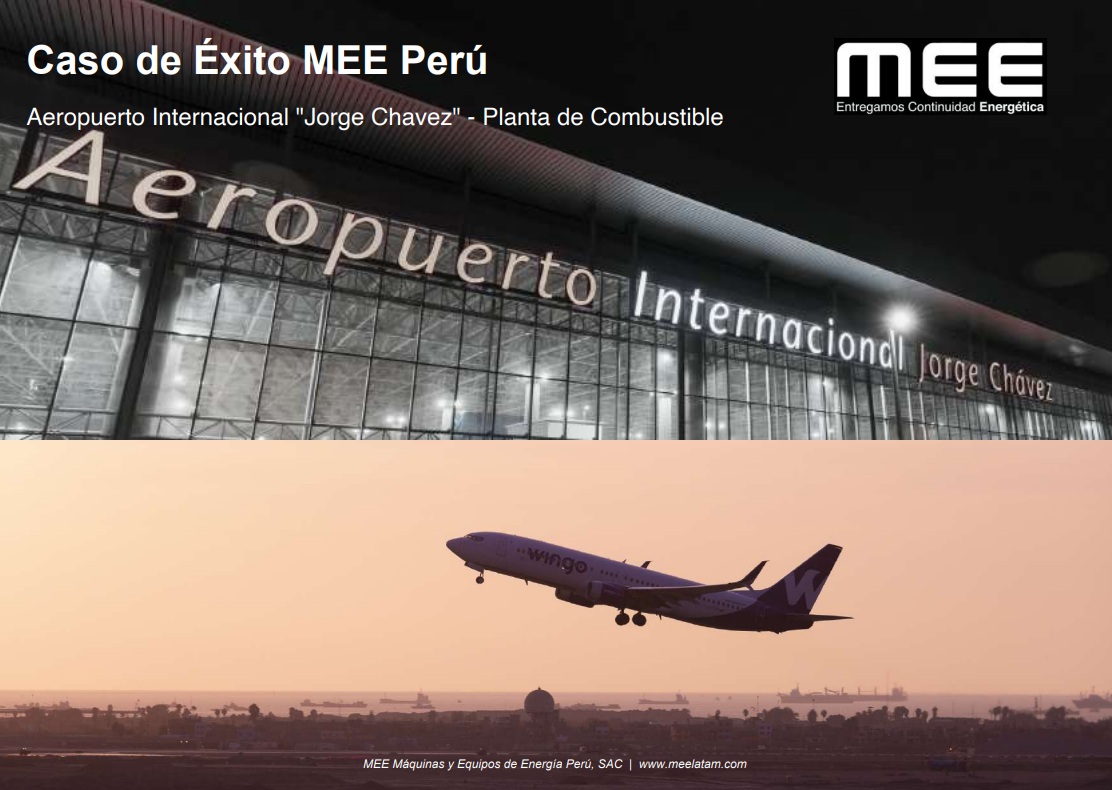 Caso de Éxito MEE Perú
MEE
Entregamos Continuidad Energética
Aeropuerto Internacional "Jorge Chavez" - Planta de Combustible
Aeropuerto Internacional Jorge Chávez
wingo
W
MEE Máquinas y Equipos de Energía Perú, SAC | www.meelatam.com